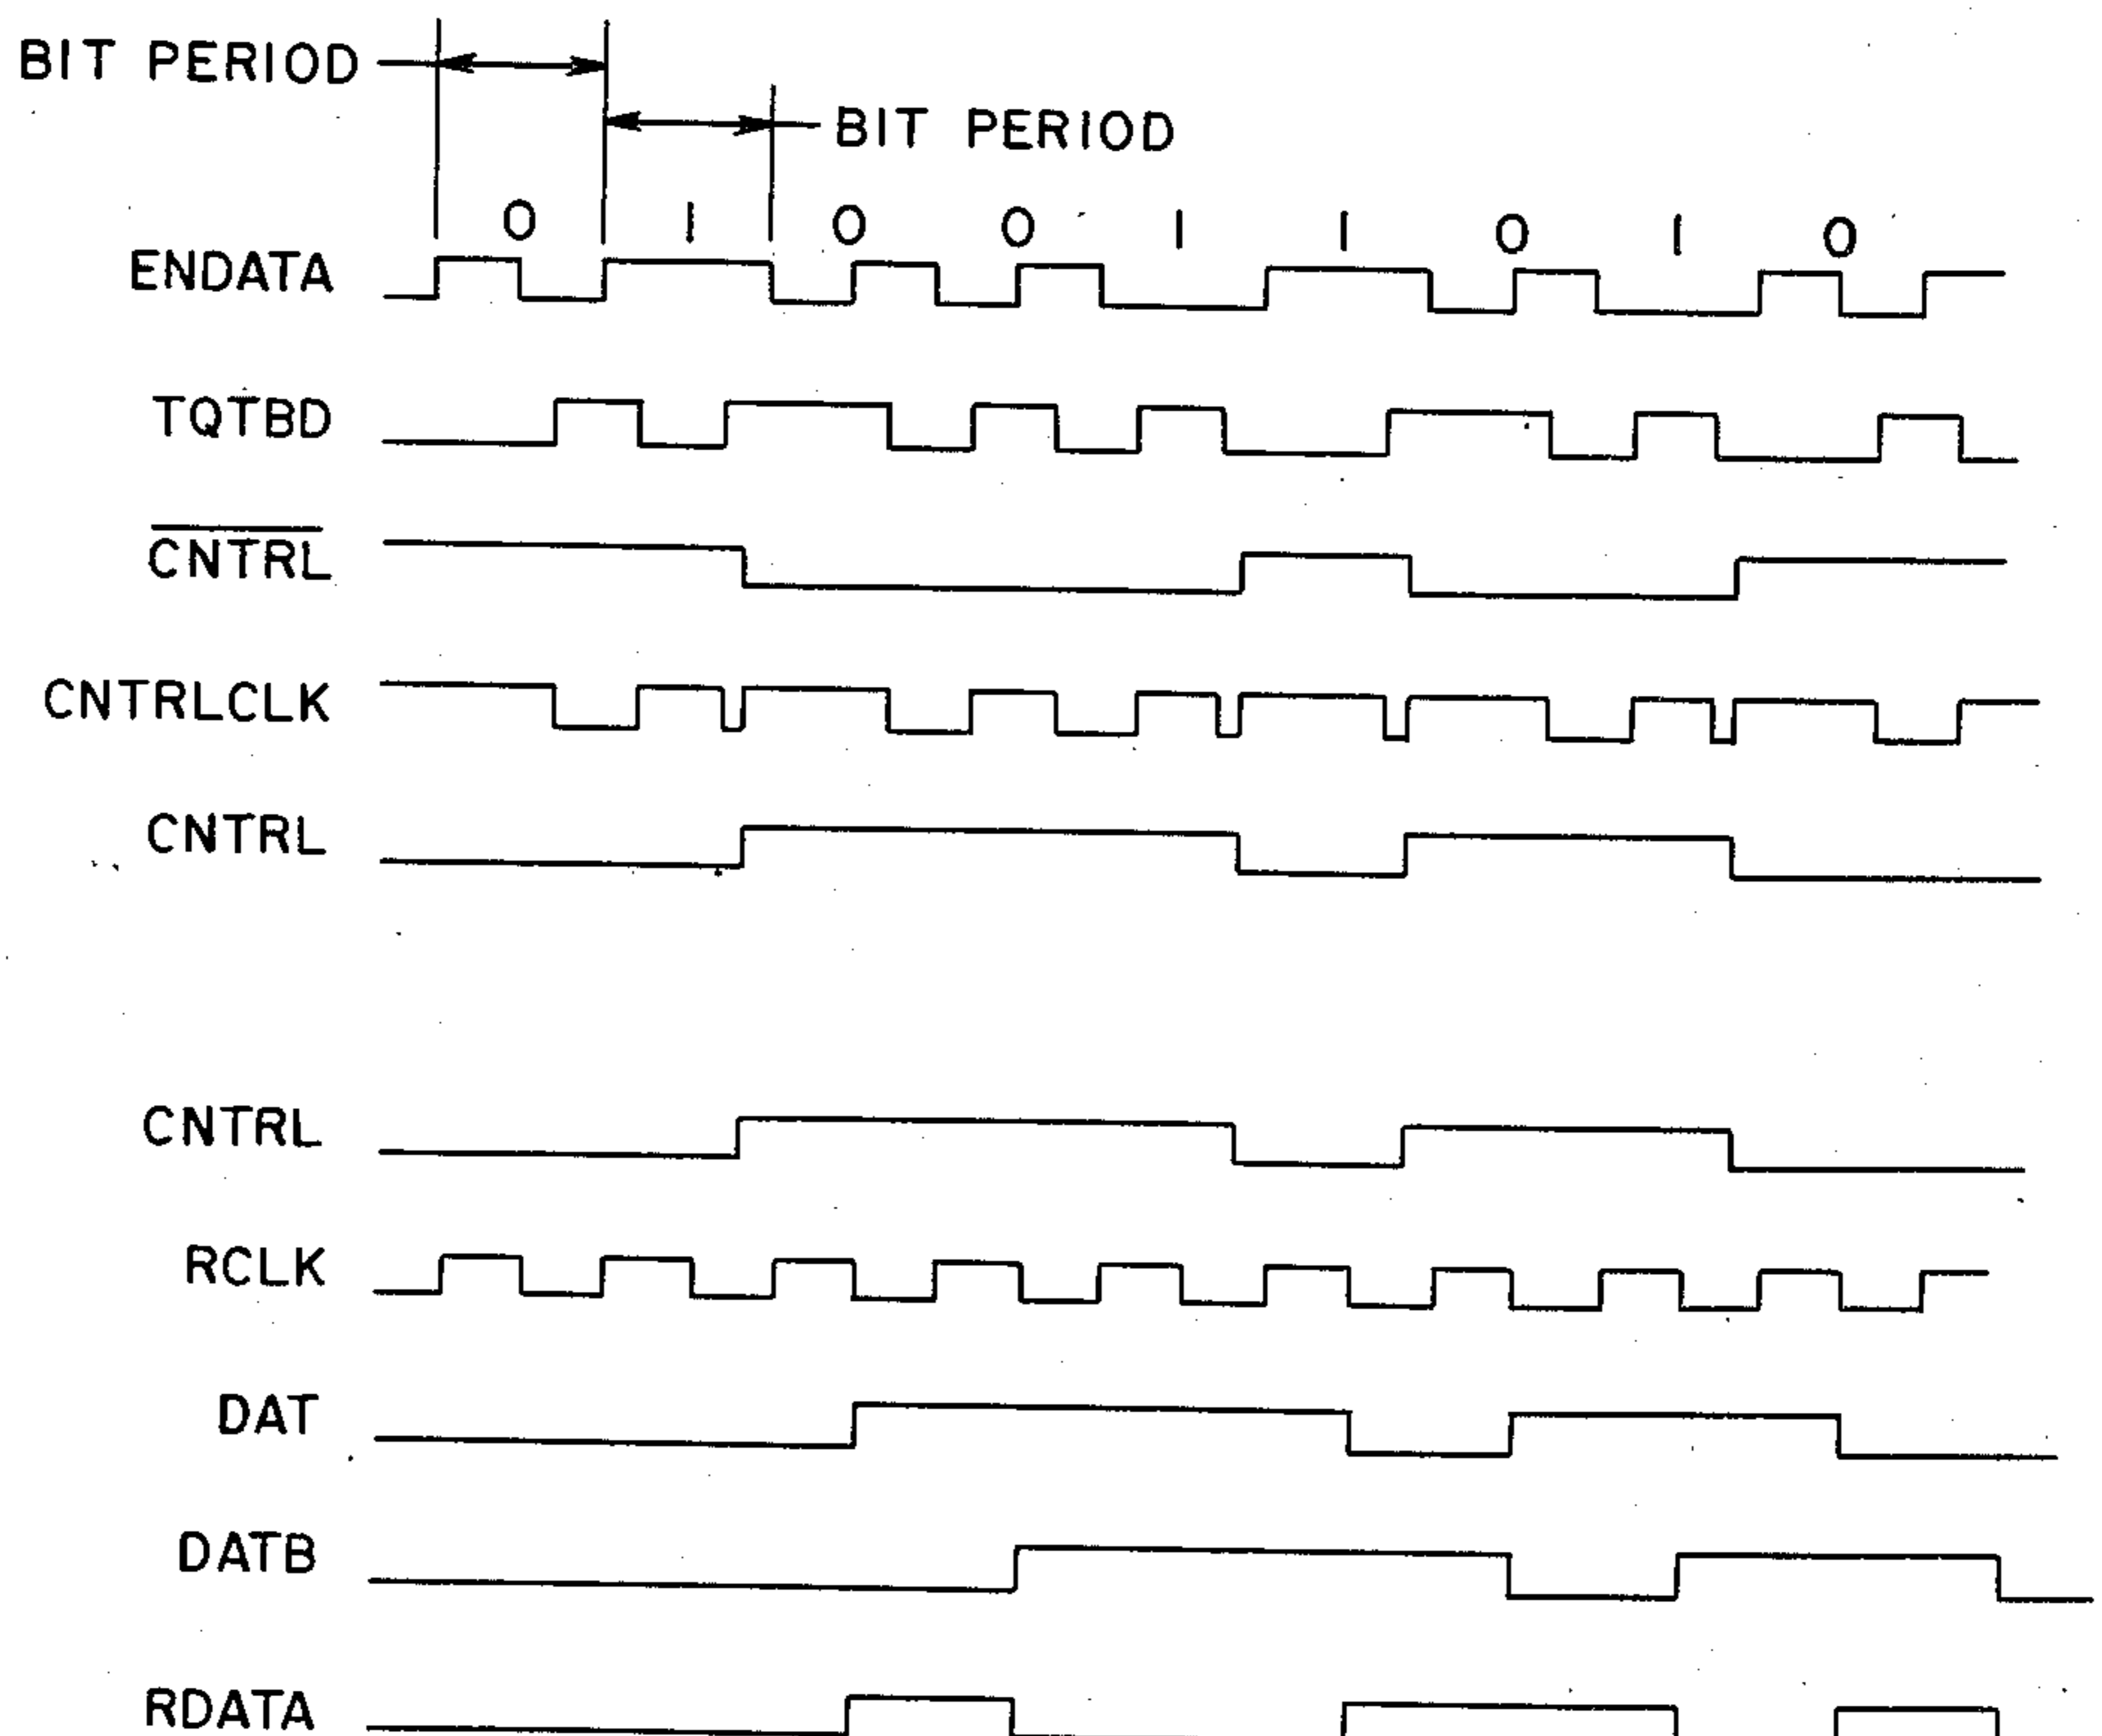 BIT PERIOD
BIT PERIOD
0 1 0 0 1 1 0 1 0
ENDATA
TQTBD
CNTRL
CNTRLCLK
CNTRL
CNTRL
RCLK
DAT
DATB
RDATA